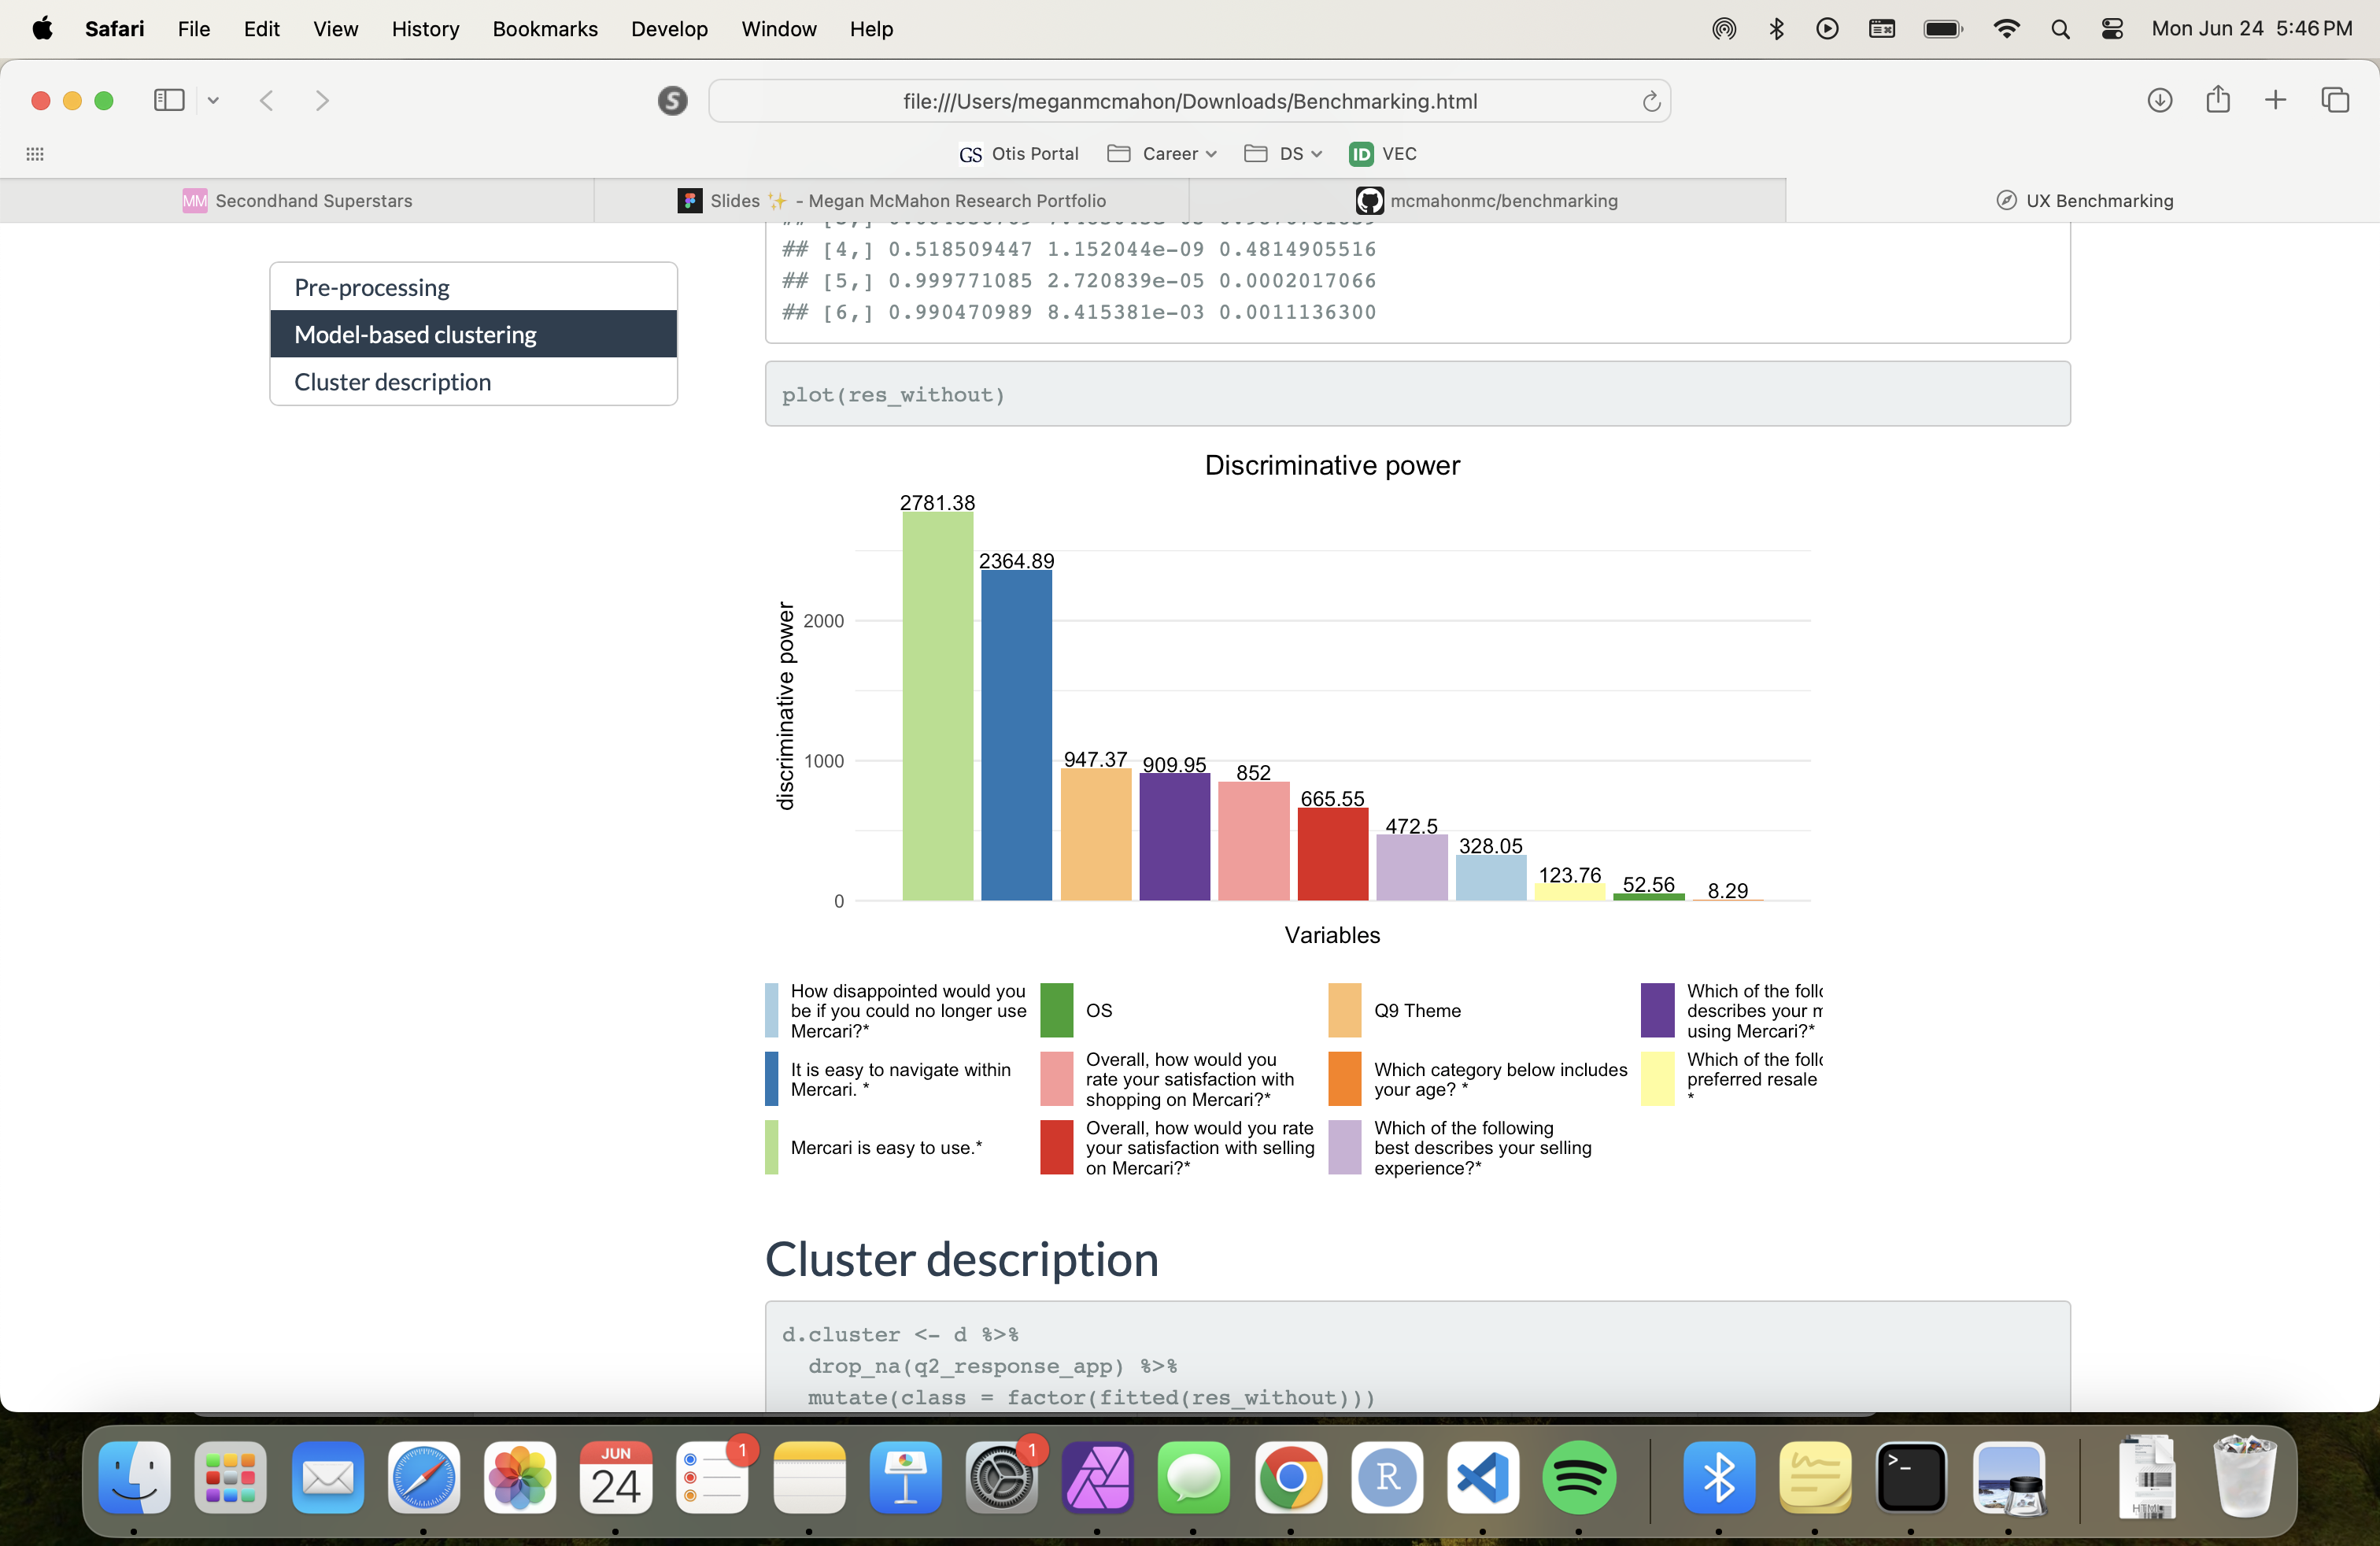 Safari File Edit View History Bookmarks Develop Window Help Mon Jun 24 5:46 PM
file:///Users/meganmcmahon/Downloads/Benchmarking.html
GS Otis Portal Career DS ID VEC
MM Secondhand Superstars Slides ✨ - Megan McMahon Research Portfolio mcmahonmc/benchmarking UX Benchmarking
Pre-processing
Model-based clustering
Cluster description
## [4,] 0.518509447 1.152044e-09 0.4814905516
## [5,] 0.999771085 2.720839e-05 0.0002017066
## [6,] 0.990470989 8.415381e-03 0.0011136300
plot(res_without)
Discriminative power
discriminative power
2000
1000
0
2781.38
2364.89
947.37
909.95
852
665.55
472.5
328.05
123.76
52.56
8.29
Variables
How disappointed would you
be if you could no longer use
Mercari?*
It is easy to navigate within
Mercari. *
Mercari is easy to use.*
OS
Overall, how would you
rate your satisfaction with
shopping on Mercari?*
Overall, how would you rate
your satisfaction with selling
on Mercari?*
Q9 Theme
Which category below includes
your age? *
Which of the following
best describes your selling
experience?*
Which of the
describes your
using Mercari?*
Which of the
preferred resale
*
Cluster description
d.cluster <- d %>%
drop_na(q2_response_app) %>%
mutate(class = factor(fitted(res_without)))
JUN
24
1
1
R
>_
HTML